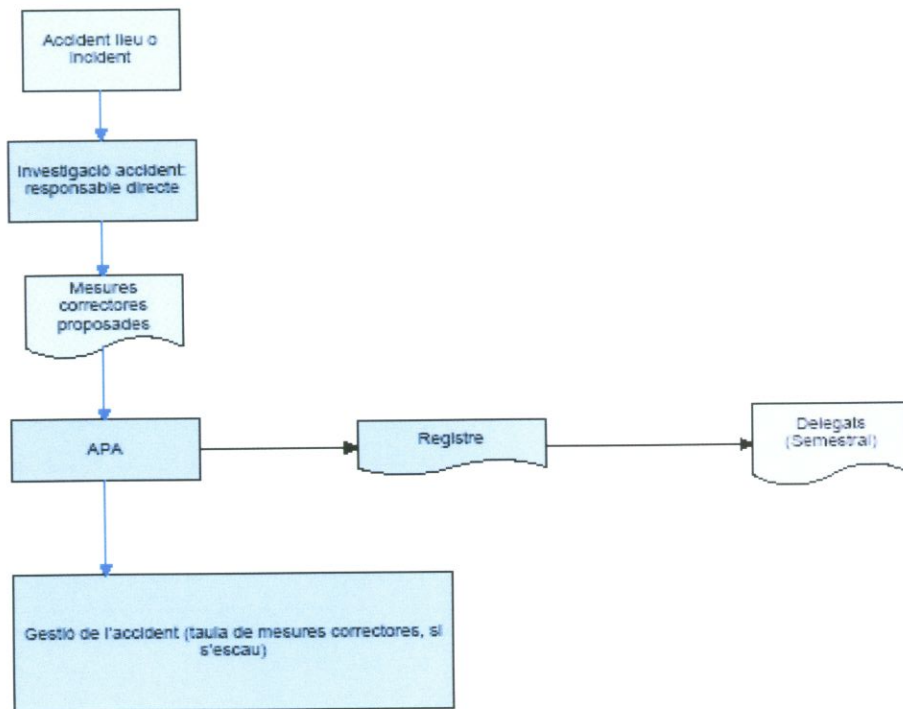 Accident lleu o
incident
Investigació accident:
responsable directe
Mesures
correctores
proposades
APA
Registre
Delegats
(Semestral)
Gestió de l'accident (taula de mesures correctores, si
s'escau)